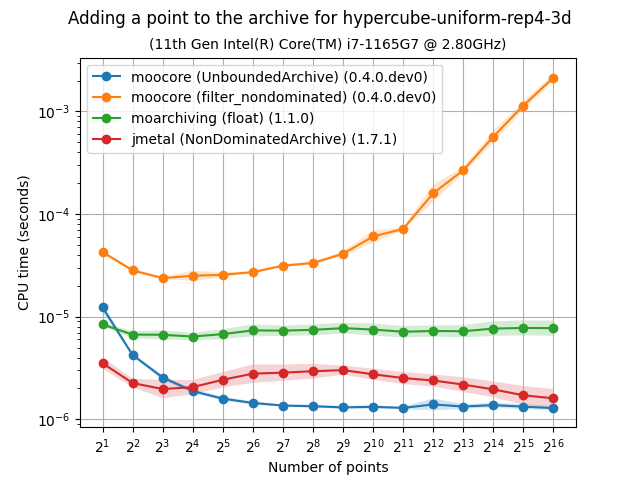 Adding a point to the archive for hypercube-uniform-rep4-3d
(11th Gen Intel(R) Core(TM) i7-1165G7 @ 2.80GHz)
moocore (UnboundedArchive) (0.4.0.dev0)
moocore (filter_nondominated) (0.4.0.dev0)
moarchiving (float) (1.1.0)
jmetal (NonDominatedArchive) (1.7.1)
CPU time (seconds)
10⁻³
10⁻⁴
10⁻⁵
10⁻⁶
2¹ 2² 2³ 2⁴ 2⁵ 2⁶ 2⁷ 2⁸ 2⁹ 2¹⁰ 2¹¹ 2¹² 2¹³ 2¹⁴ 2¹⁵ 2¹⁶
Number of points